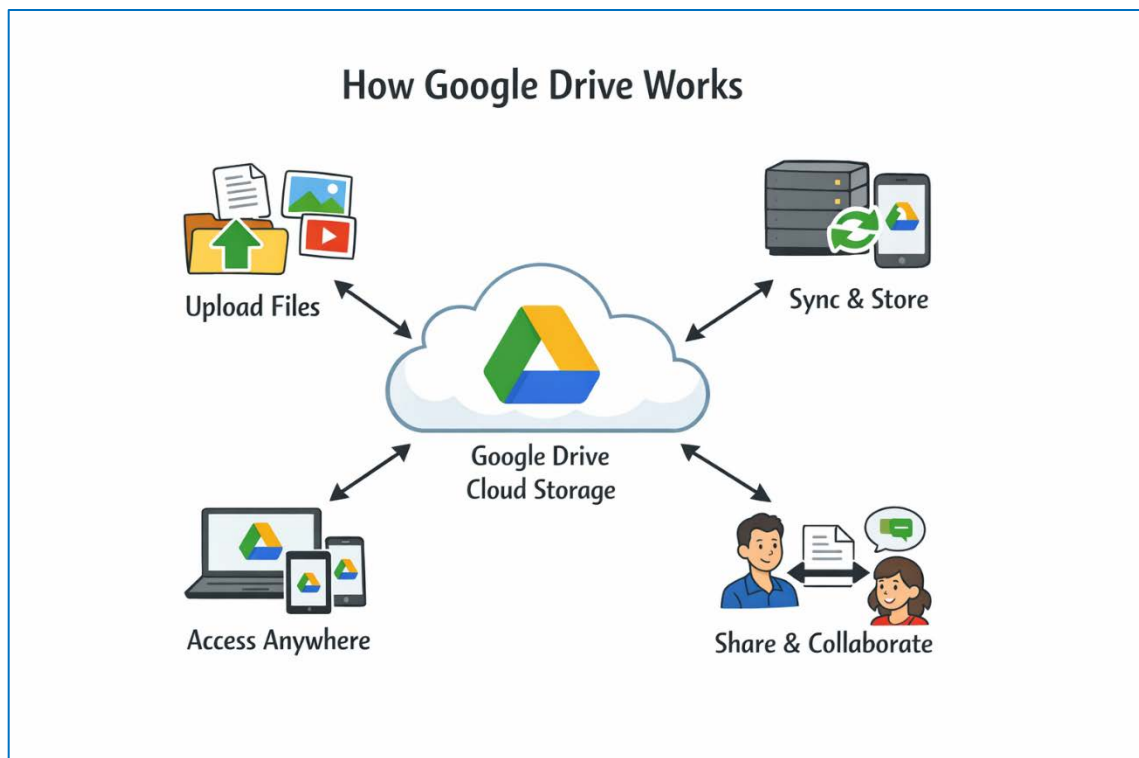 How Google Drive Works
Upload Files
Sync & Store
Google Drive
Cloud Storage
Access Anywhere
Share & Collaborate